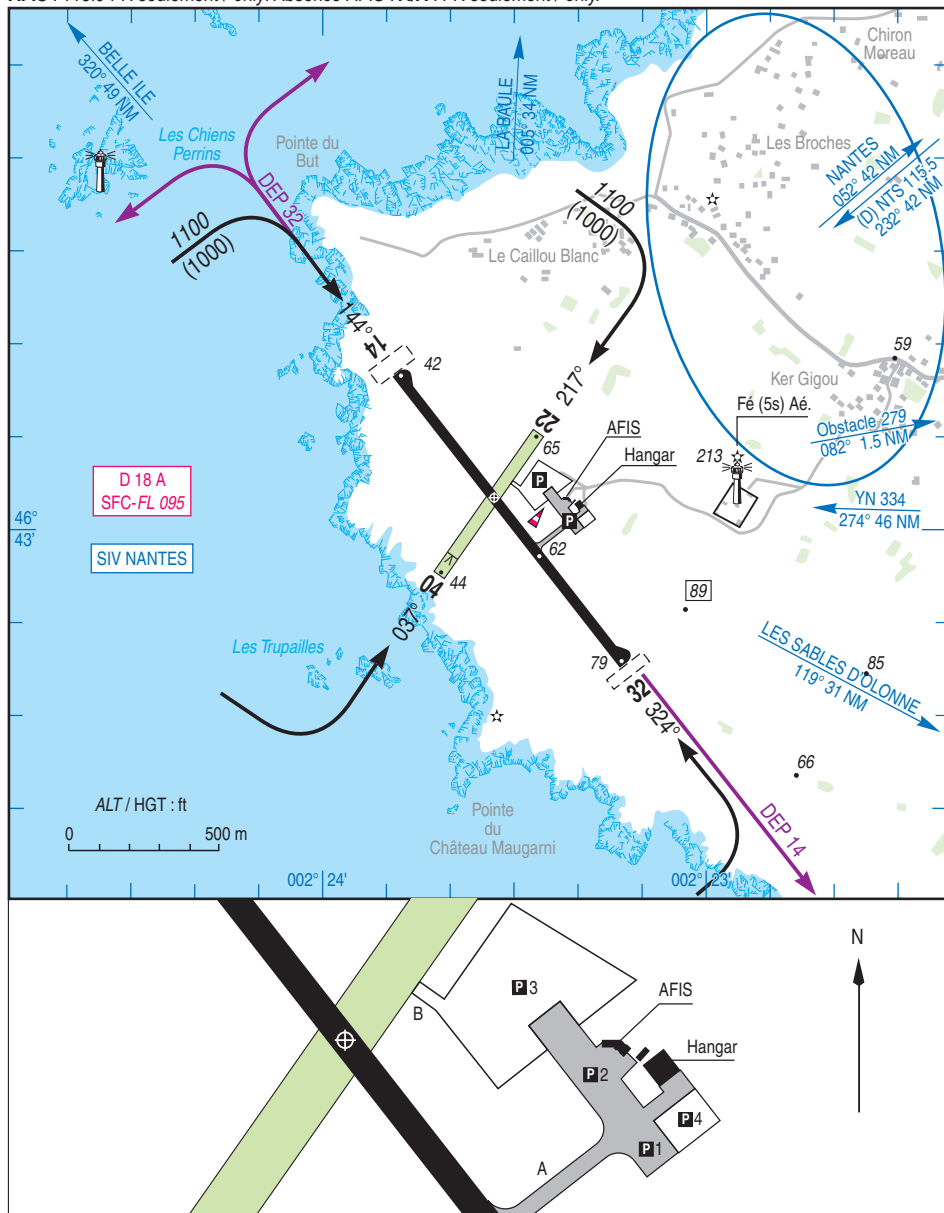 Chiron
Moreau
BELLE ILE
320° 49 NM
Les Chiens
Perrins
Pointe du
But
LA BAULE
005° 34 NM
Les Broches
NANTES
052° 42 NM
(D) NTS 115.5
232° 42 NM
DEP 32
1100
(1000)
1100
(1000)
Le Caillou Blanc
144°
14
42
217°
22
65
59
Ker Gigou
Fé (5s) Aé.
Obstacle 279
082° 1.5 NM
213
AFIS
Hangar
P
P
D 18 A
SFC-FL 095
46°
43'
YN 334
274° 46 NM
SIV NANTES
62
K
04
44
037°
89
Les Trupailles
79
32
324°
85
LES SABLES D'OLONNE
119° 31 NM
66
DEP 14
Pointe
du
Château Maugarni
ALT / HGT : ft
0 500 m
002° 24'
002° 23'
N
P3
B
AFIS
Hangar
P2
P4
P1
A